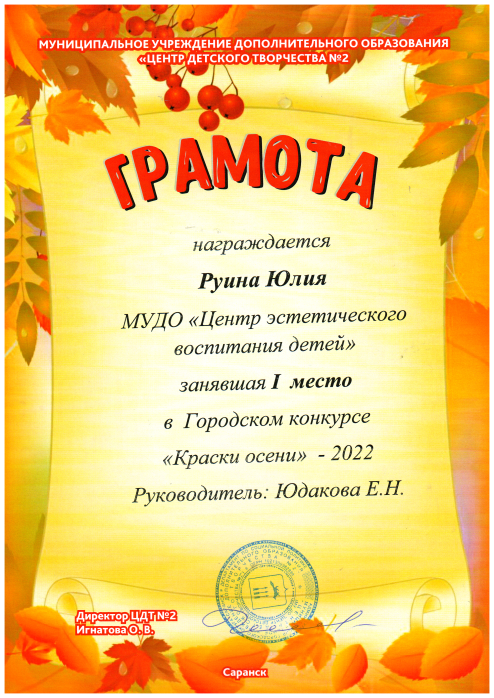 МУНИЦИПАЛЬНОЕ УЧРЕЖДЕНИЕ ДОПОЛНИТЕЛЬНОГО ОБРАЗОВАНИЯ
«ЦЕНТР ДЕТСКОГО ТВОРЧЕСТВА №2
ГРАМОТА
награждается
Руина Юлия
МУДО «Центр эстетического
воспитания детей»
занявшая I место
в Городском конкурсе
«Краски осени» - 2022
Руководитель: Юдакова Е.Н.
Директор ЦДТ №2
Игнатова О. В.
Саранск